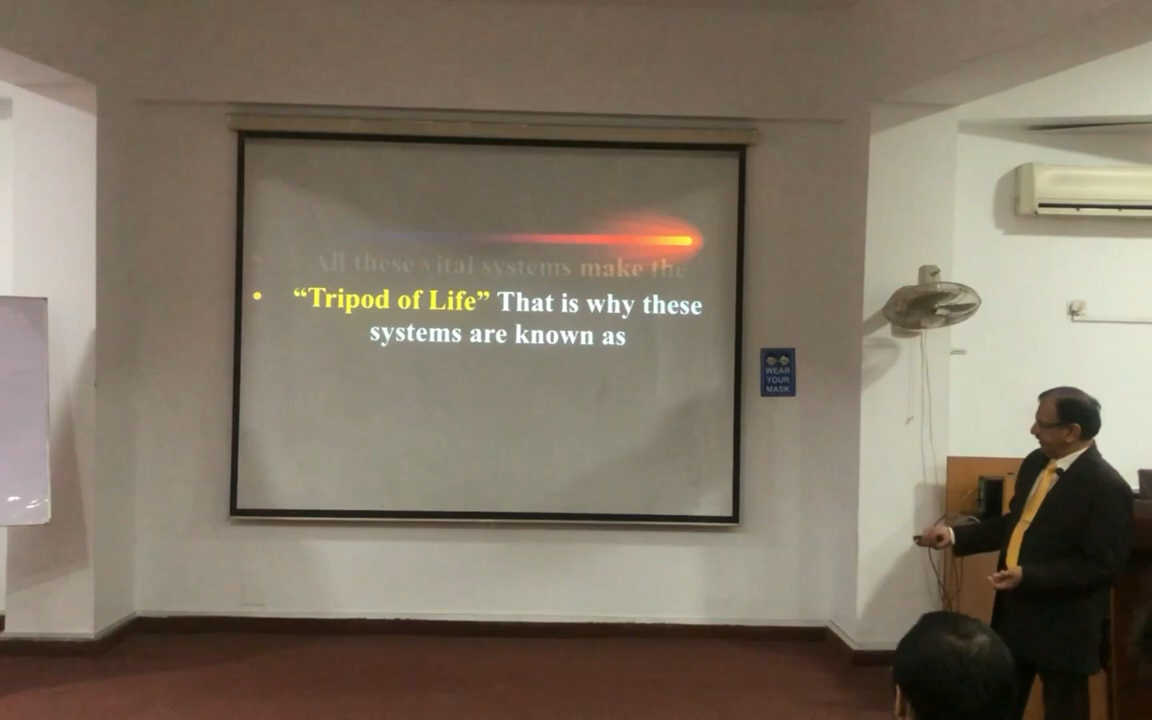 All these vital systems make the
• “Tripod of Life” That is why these
systems are known as
WEAR
YOUR
MASK